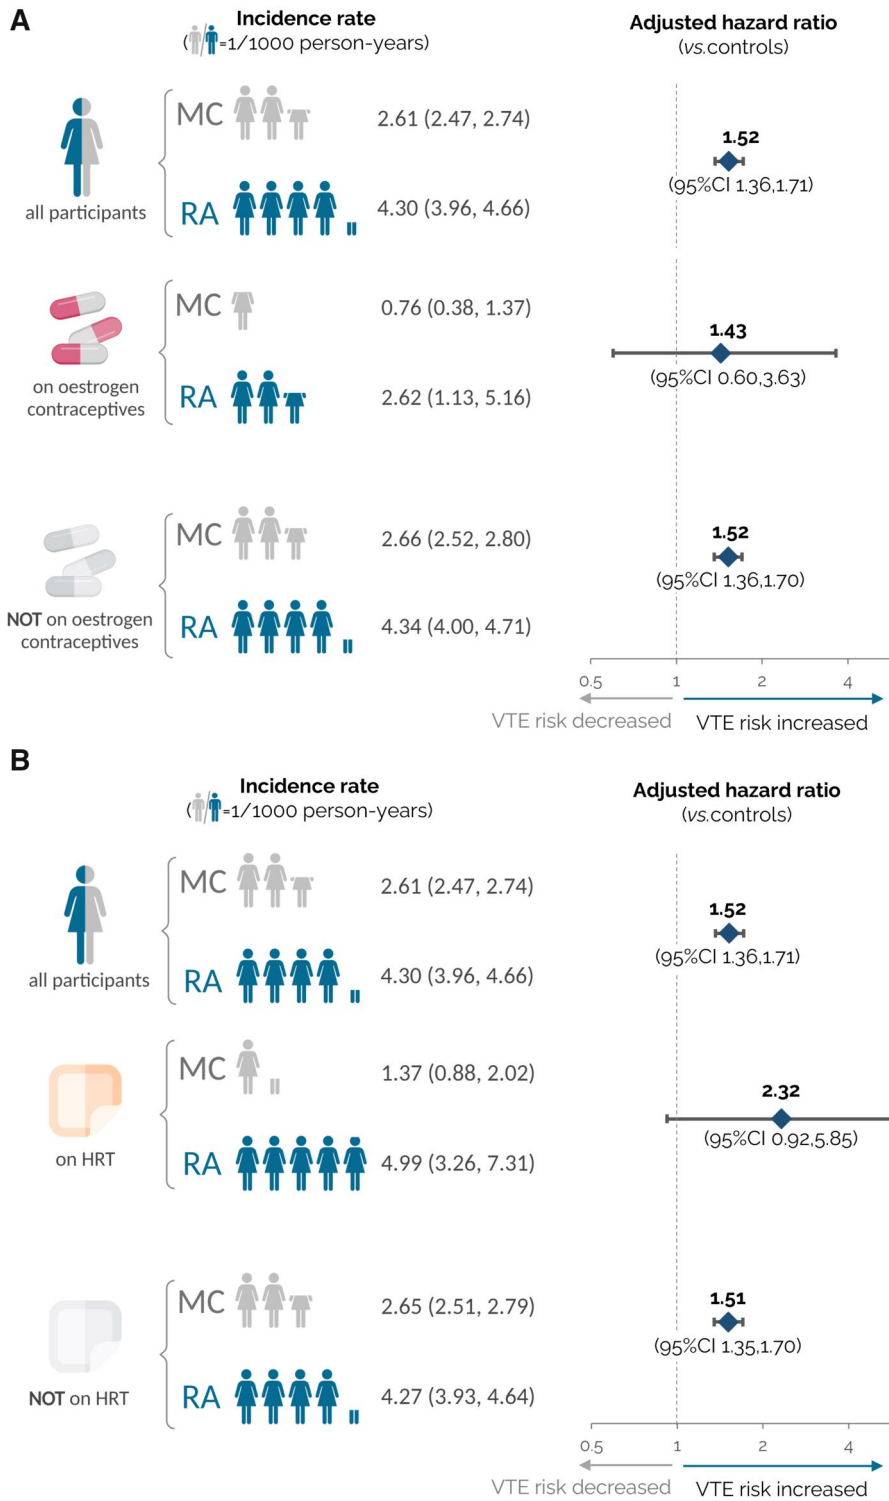 A
Incidence rate
(=1/1000 person-years)
Adjusted hazard ratio
(vs.controls)
all participants
MC
2.61 (2.47, 2.74)
RA
4.30 (3.96, 4.66)
1.52
(95%CI 1.36,1.71)
on oestrogen
contraceptives
MC
0.76 (0.38, 1.37)
RA
2.62 (1.13, 5.16)
1.43
(95%CI 0.60,3.63)
NOT on oestrogen
contraceptives
MC
2.66 (2.52, 2.80)
RA
4.34 (4.00, 4.71)
1.52
(95%CI 1.36,1.70)
0.5 1 2 4
VTE risk decreased VTE risk increased
B
Incidence rate
(=1/1000 person-years)
Adjusted hazard ratio
(vs.controls)
all participants
MC
2.61 (2.47, 2.74)
RA
4.30 (3.96, 4.66)
1.52
(95%CI 1.36,1.71)
on HRT
MC
1.37 (0.88, 2.02)
RA
4.99 (3.26, 7.31)
2.32
(95%CI 0.92,5.85)
NOT on HRT
MC
2.65 (2.51, 2.79)
RA
4.27 (3.93, 4.64)
1.51
(95%CI 1.35,1.70)
0.5 1 2 4
VTE risk decreased VTE risk increased